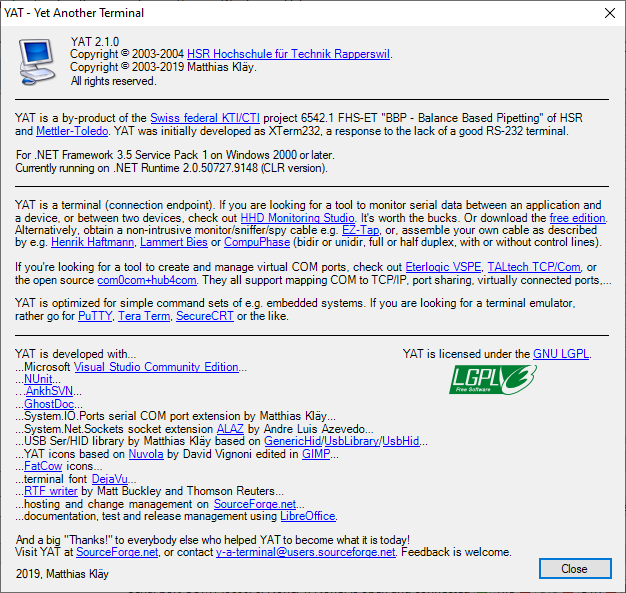 YAT - Yet Another Terminal
YAT 2.1.0
Copyright © 2003-2004 HSR Hochschule für Technik Rapperswil.
Copyright © 2003-2019 Matthias Kläy.
All rights reserved.
YAT is a by-product of the Swiss federal KTI/CTI project 6542.1 FHS-ET "BBP - Balance Based Pipetting" of HSR
and Mettler-Toledo. YAT was initially developed as XTerm232, a response to the lack of a good RS-232 terminal.
For .NET Framework 3.5 Service Pack 1 on Windows 2000 or later.
Currently running on .NET Runtime 2.0.50727.9148 (CLR version).
YAT is a terminal (connection endpoint). If you are looking for a tool to monitor serial data between an application and
a device, or between two devices, check out HHD Monitoring Studio. It's worth the bucks. Or download the free edition.
Alternatively, obtain a non-intrusive monitor/sniffer/spy cable e.g. EZ-Tap, or, assemble your own cable as described
by e.g. Henrik Haftmann, Lammert Bies or CompuPhase (bidir or unidir, full or half duplex, with or without control lines).
If you're looking for a tool to create and manage virtual COM ports, check out Eterlogic VSPE, TALtech TCP/Com, or
the open source com0com+hub4com. They all support mapping COM to TCP/IP, port sharing, virtually connected ports,...
YAT is optimized for simple command sets of e.g. embedded systems. If you are looking for a terminal emulator,
rather go for PuTTY, Tera Term, SecureCRT or the like.
YAT is developed with...
YAT is licensed under the GNU LGPL.
...Microsoft Visual Studio Community Edition...
LGPLv3
Free Software
...NUnit...
...AnkhSVN...
...GhostDoc...
...System.IO.Ports serial COM port extension by Matthias Kläy...
...System.Net.Sockets socket extension ALAZ by Andre Luis Azevedo...
...USB Ser/HID library by Matthias Kläy based on GenericHid/UsbLibrary/UsbHid...
...YAT icons based on Nuvola by David Vignoni edited in GIMP...
...FatCow icons...
...terminal font DejaVu...
...RTF writer by Matt Buckley and Thomson Reuters...
...hosting and change management on SourceForge.net...
...documentation, test and release management using LibreOffice.
And a big "Thanks!" to everybody else who helped YAT to become what it is today!
Visit YAT at SourceForge.net, or contact y-a-terminal@users.sourceforge.net. Feedback is welcome.
2019, Matthias Kläy
Close